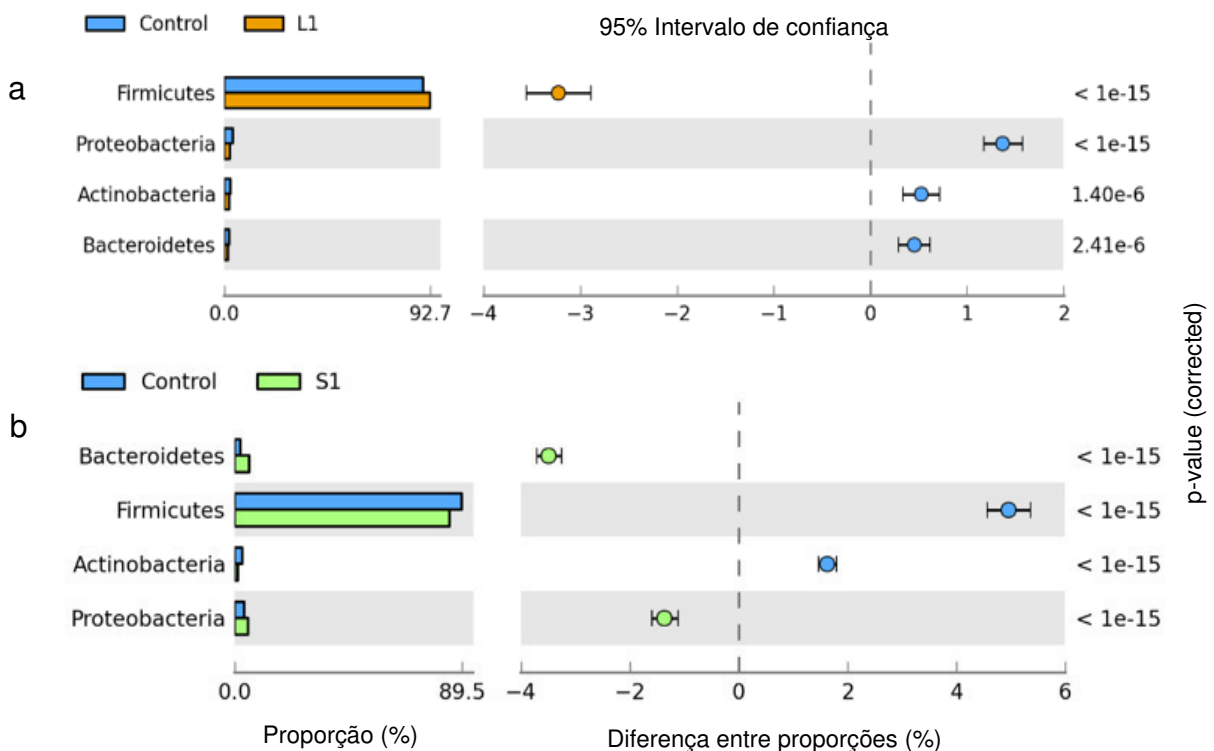 Control L1 95% Intervalo de confiança
a
Firmicutes < 1e-15
Proteobacteria < 1e-15
Actinobacteria 1.40e-6
Bacteroidetes 2.41e-6
0.0 92.7 −4 −3 −2 −1 0 1 2
p-value (corrected)
Control S1
b
Bacteroidetes < 1e-15
Firmicutes < 1e-15
Actinobacteria < 1e-15
Proteobacteria < 1e-15
0.0 89.5 −4 −2 0 2 4 6
Proporção (%) Diferença entre proporções (%)